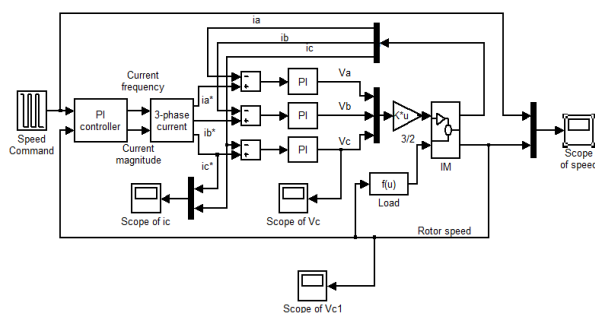 ia
ib
ic
Current
frequency
Va
Vb
Vc
ia*
ib*
ic*
PI
controller
3-phase
current
Current
magnitude
Speed
Command
-
+
-
+
-
+
PI
PI
PI
K*u
3/2
IM
f(u)
Load
Scope
of speed
Scope of ic
Scope of Vc
Rotor speed
Scope of Vc1